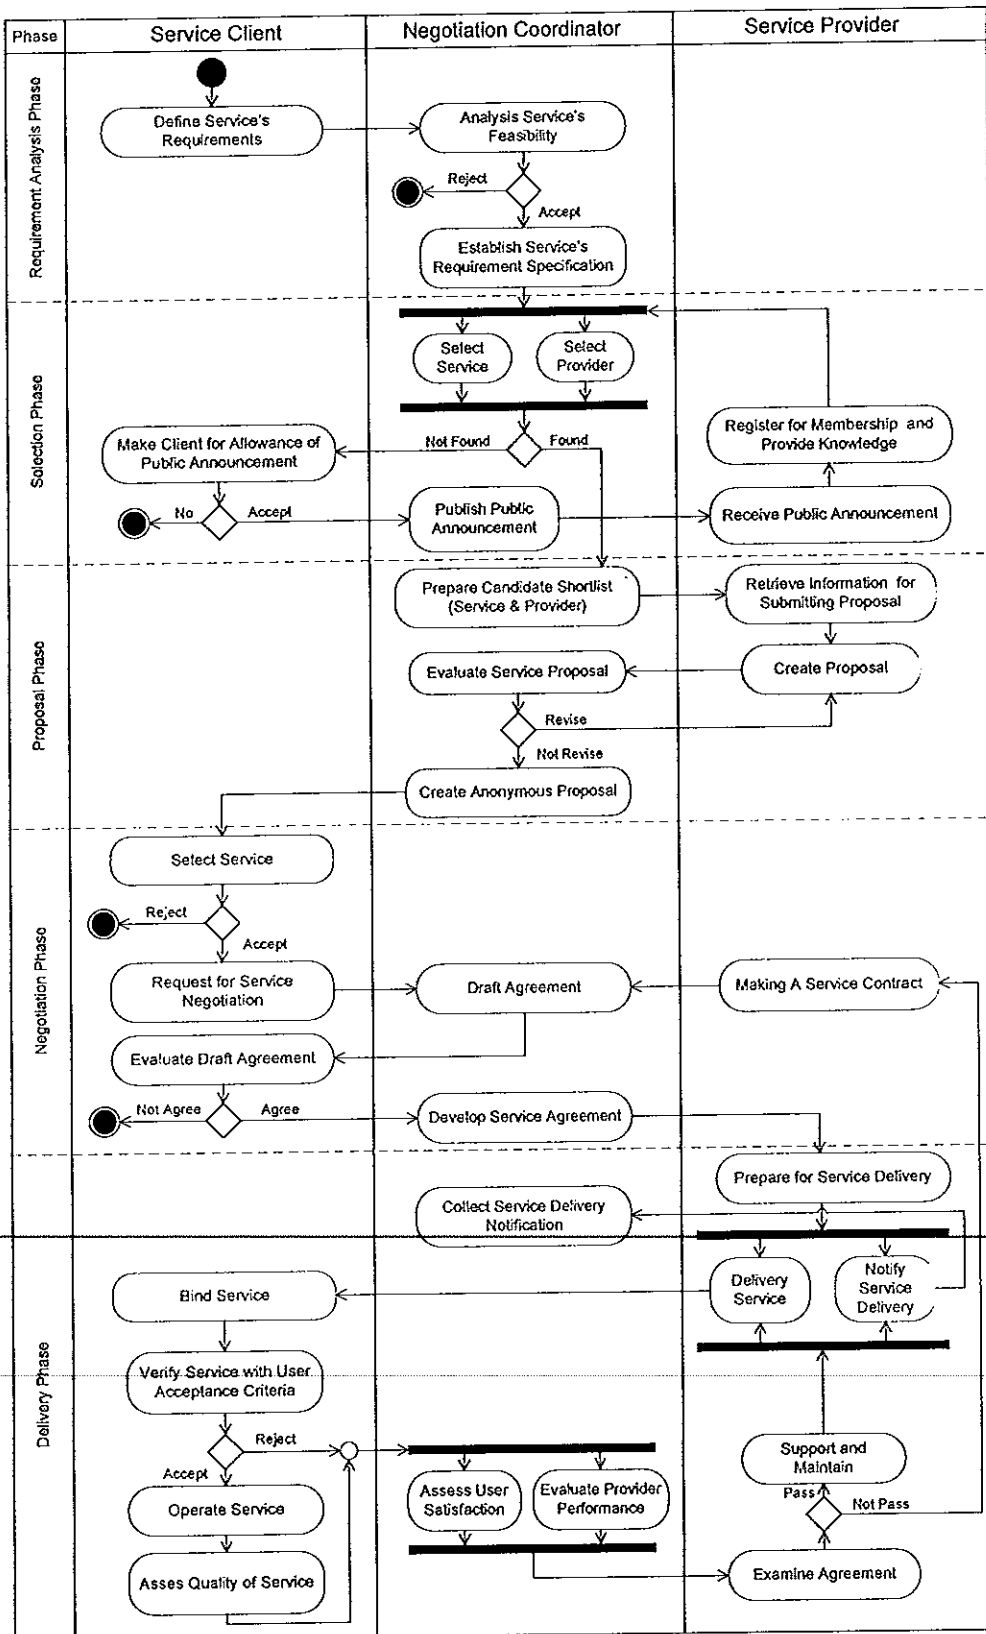 Phase
Service Client
Negotiation Coordinator
Service Provider
Requirement Analysis Phase
Define Service's
Requirements
Analysis Service's
Feasibility
Reject
Accept
Establish Service's
Requirement Specification
Selection Phase
Select
Service
Select
Provider
Not Found
Found
Make Client for Allowance of
Public Announcement
No
Accept
Publish Public
Announcement
Register for Membership and
Provide Knowledge
Receive Public Announcement
Proposal Phase
Prepare Candidate Shortlist
(Service & Provider)
Retrieve Information for
Submitting Proposal
Evaluate Service Proposal
Create Proposal
Revise
Not Revise
Create Anonymous Proposal
Negotiation Phase
Select Service
Reject
Accept
Request for Service
Negotiation
Draft Agreement
Making A Service Contract
Evaluate Draft Agreement
Not Agree
Agree
Develop Service Agreement
Delivery Phase
Prepare for Service Delivery
Collect Service Delivery
Notification
Delivery
Service
Notify
Service
Delivery
Bind Service
Verify Service with User
Acceptance Criteria
Reject
Accept
Operate Service
Asses Quality of Service
Assess User
Satisfaction
Evaluate Provider
Performance
Support and
Maintain
Pass
Not Pass
Examine Agreement